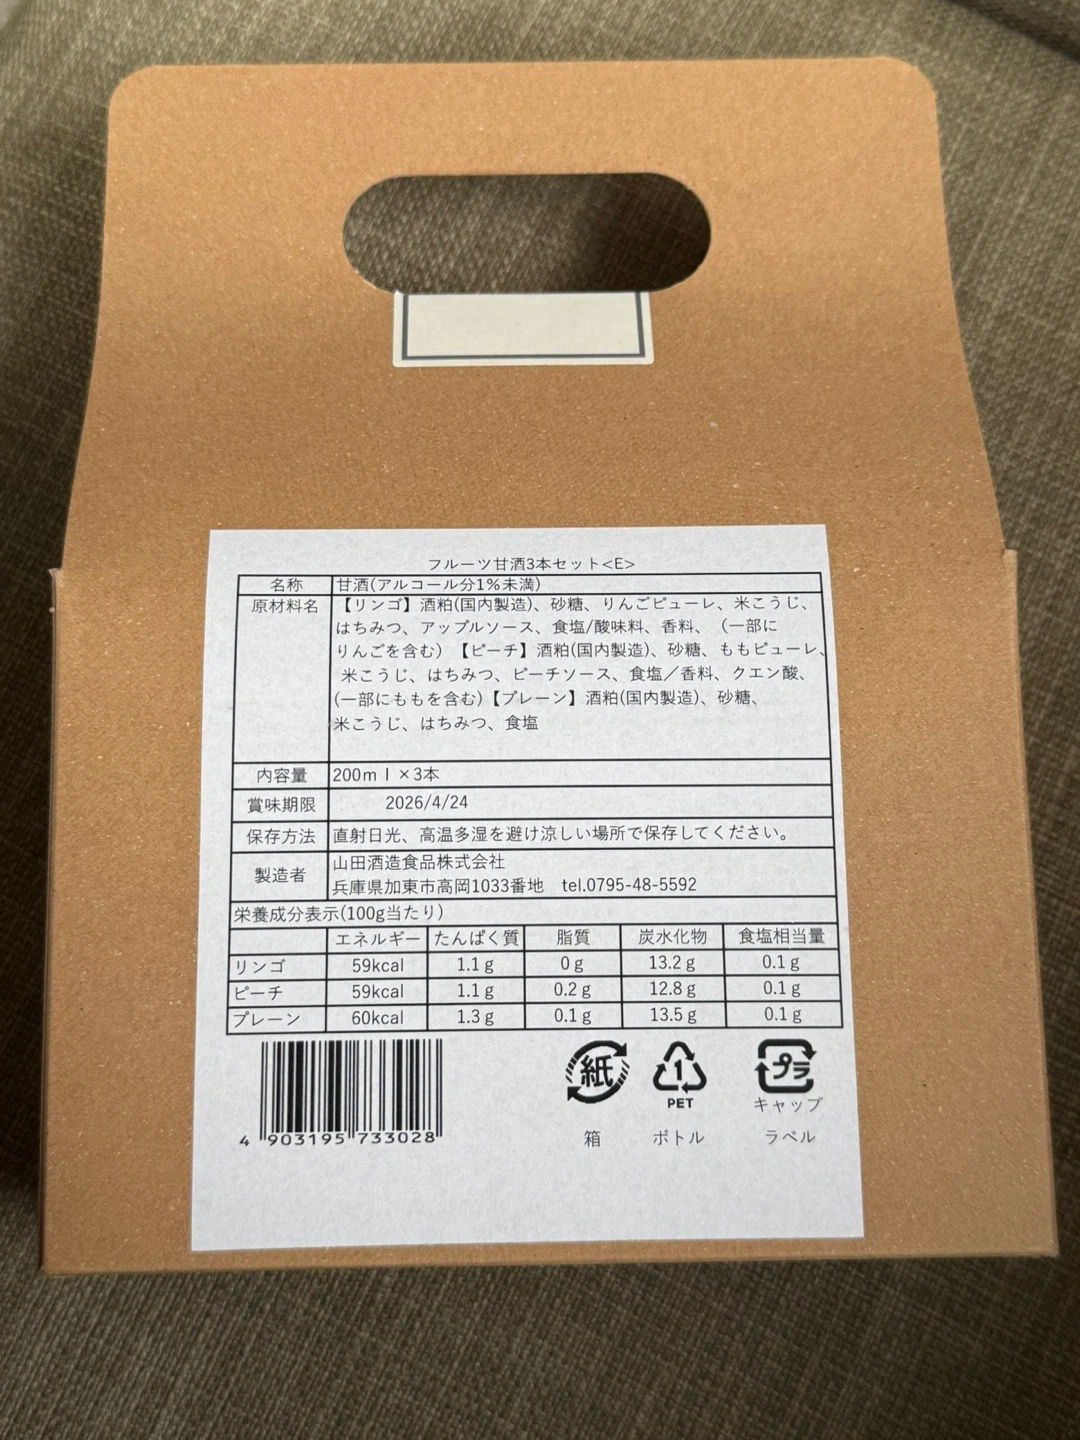 フルーツ甘酒3本セット<E>
名称 甘酒(アルコール分1%未満)
原材料名 【リンゴ】酒粕(国内製造)、砂糖、りんごピューレ、米こうじ、
はちみつ、アップルソース、食塩/酸味料、香料、（一部に
りんごを含む）【ピーチ】酒粕(国内製造)、砂糖、ももピューレ、
米こうじ、はちみつ、ピーチソース、食塩／香料、クエン酸、
(一部にももを含む)【プレーン】酒粕(国内製造)、砂糖、
米こうじ、はちみつ、食塩
内容量 200ｍｌ×3本
賞味期限 2026/4/24
保存方法 直射日光、高温多湿を避け涼しい場所で保存してください。
製造者 山田酒造食品株式会社
兵庫県加東市高岡1033番地 tel.0795-48-5592
栄養成分表示(100g当たり)
エネルギー たんぱく質 脂質 炭水化物 食塩相当量
リンゴ 59kcal 1.1ｇ 0ｇ 13.2ｇ 0.1ｇ
ピーチ 59kcal 1.1ｇ 0.2ｇ 12.8ｇ 0.1ｇ
プレーン 60kcal 1.3ｇ 0.1ｇ 13.5ｇ 0.1ｇ
紙 1 プラ
PET キャップ
4 903195 733028 箱 ボトル ラベル